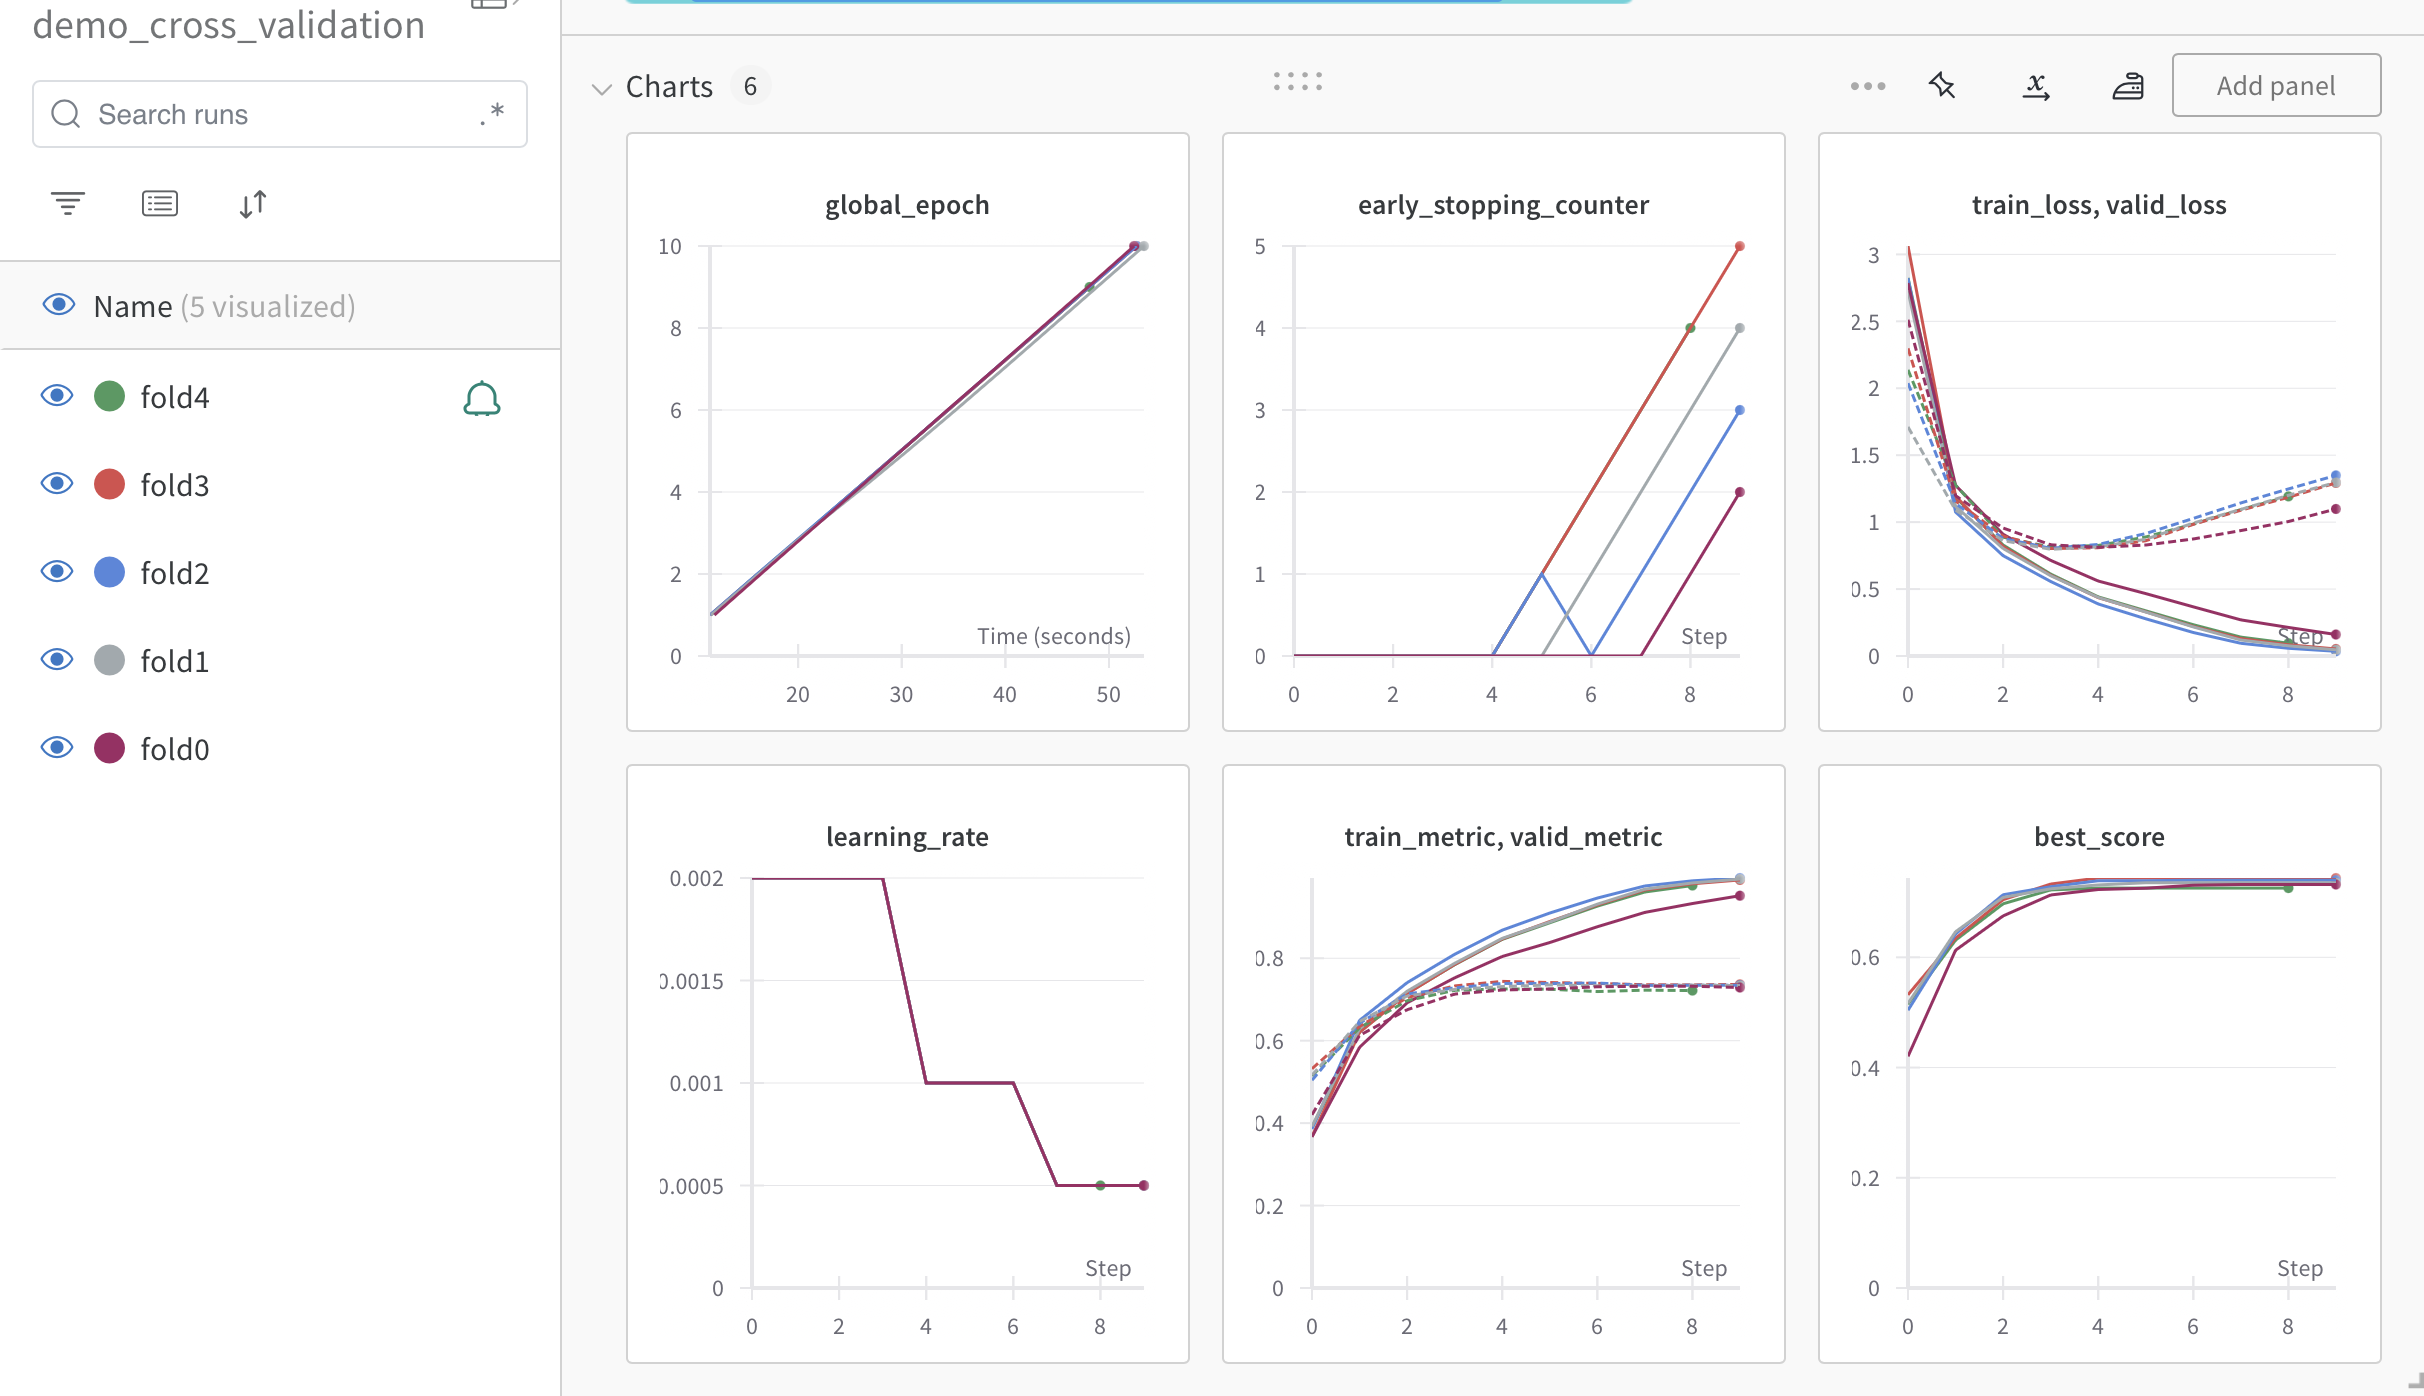 demo_cross_validation
Search runs .*
Name (5 visualized)
fold4
fold3
fold2
fold1
fold0
Charts 6
x
Add panel
global_epoch
10
8
6
4
2
0
Time (seconds)
20 30 40 50
early_stopping_counter
5
4
3
2
1
0
Step
0 2 4 6 8
train_loss, valid_loss
3
2.5
2
1.5
1
0.5
0
Step
0 2 4 6 8
learning_rate
0.002
0.0015
0.001
0.0005
0
Step
0 2 4 6 8
train_metric, valid_metric
0.8
0.6
0.4
0.2
0
Step
0 2 4 6 8
best_score
0.6
0.4
0.2
0
Step
0 2 4 6 8